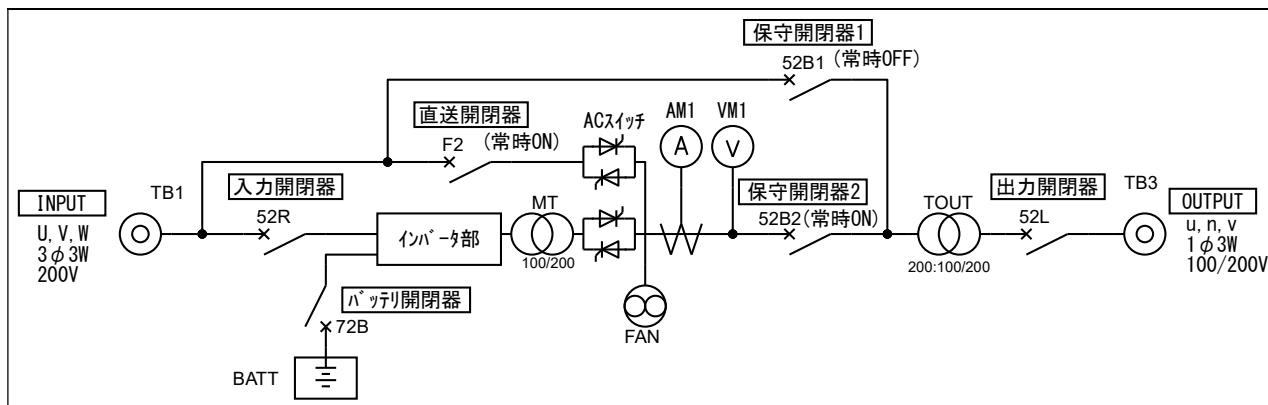 保守開閉器1
52B1 (常時OFF)
直送開閉器
F2 (常時ON)
ACスイッチ
AM1
VM1
A
V
INPUT
U, V, W
3φ3W
200V
TB1
入力開閉器
52R
インバータ部
MT
100/200
保守開閉器2
52B2(常時ON)
TOUT
200:100/200
出力開閉器
52L
TB3
OUTPUT
u, n, v
1φ3W
100/200V
バッテリ開閉器
72B
BATT
FAN